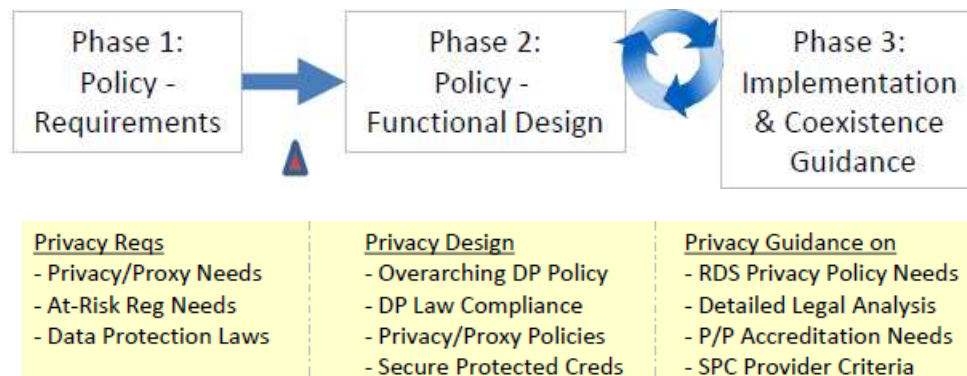 Phase 1:
Policy -
Requirements
Phase 2:
Policy -
Functional Design
Phase 3:
Implementation
& Coexistence
Guidance
Privacy Reqs
- Privacy/Proxy Needs
- At-Risk Reg Needs
- Data Protection Laws
Privacy Design
- Overarching DP Policy
- DP Law Compliance
- Privacy/Proxy Policies
- Secure Protected Creds
Privacy Guidance on
- RDS Privacy Policy Needs
- Detailed Legal Analysis
- P/P Accreditation Needs
- SPC Provider Criteria